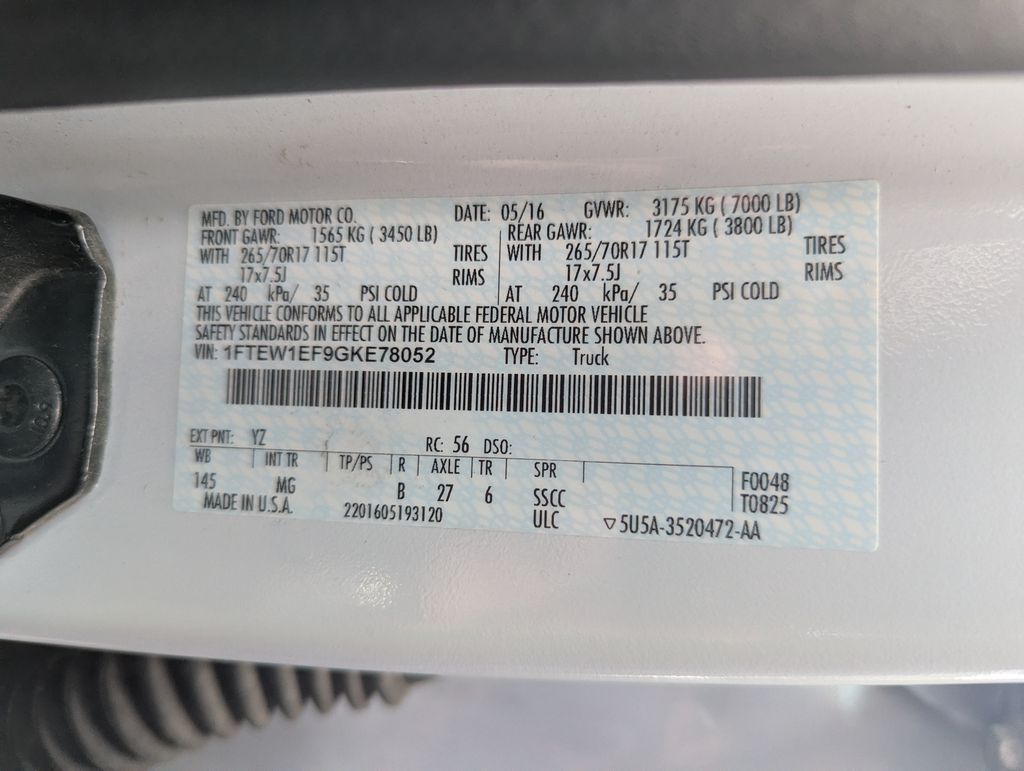 MFD. BY FORD MOTOR CO. DATE: 05/16 GVWR: 3175 KG ( 7000 LB)
FRONT GAWR: 1565 KG ( 3450 LB) REAR GAWR: 1724 KG ( 3800 LB)
WITH 265/70R17 115T TIRES WITH 265/70R17 115T TIRES
17x7.5J RIMS 17x7.5J RIMS
AT 240 kPa/ 35 PSI COLD AT 240 kPa/ 35 PSI COLD
THIS VEHICLE CONFORMS TO ALL APPLICABLE FEDERAL MOTOR VEHICLE
SAFETY STANDARDS IN EFFECT ON THE DATE OF MANUFACTURE SHOWN ABOVE.
VIN: 1FTEW1EF9GKE78052 TYPE: Truck
EXT PNT: YZ RC: 56 DSO:
WB INT TR TP/PS R AXLE TR SPR F0048
145 MG B 27 6 SSCC T0825
MADE IN U.S.A. 2201605193120 ULC ▽5U5A-3520472-AA